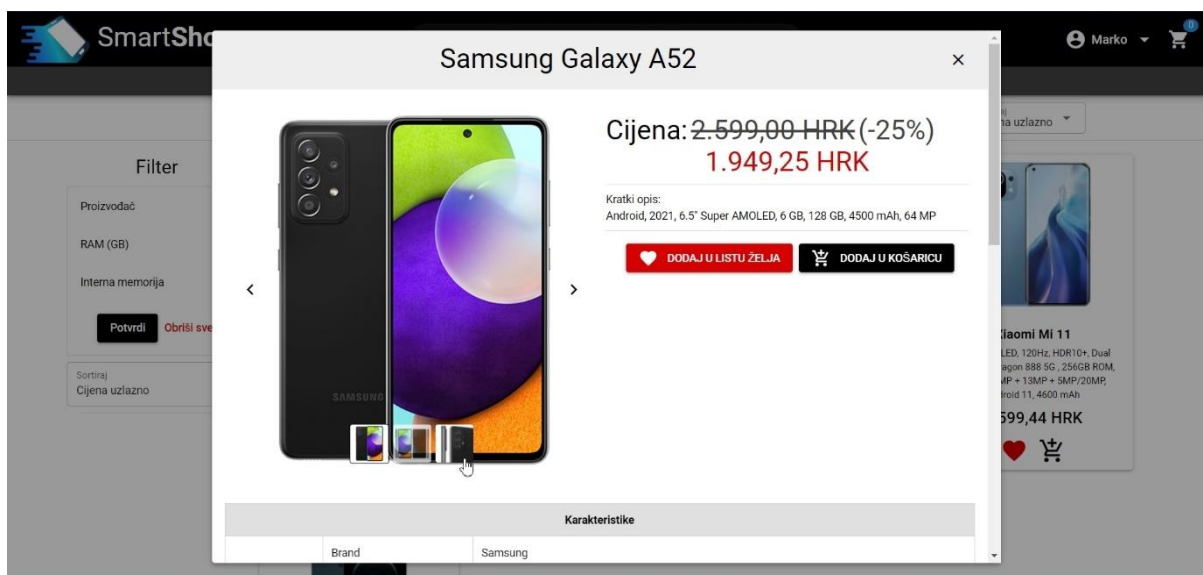 SmartSho
0
Marko
Samsung Galaxy A52
Cijena: 2.599,00 HRK (-25%)
1.949,25 HRK
Kratki opis:
Android, 2021, 6.5" Super AMOLED, 6 GB, 128 GB, 4500 mAh, 64 MP
DODAJ U LISTU ŽELJA
DODAJ U KOŠARICU
SAMSUNG
Karakteristike
Brand Samsung
Filter
Proizvođač
RAM (GB)
Interna memorija
Potvrdi Obriši sve
Sortiraj
Cijena uzlazno
na uzlazno
Xiaomi Mi 11
LED, 120Hz, HDR10+, Dual
ragon 888 5G , 256GB ROM,
MP + 13MP + 5MP/20MP,
droid 11, 4600 mAh
599,44 HRK